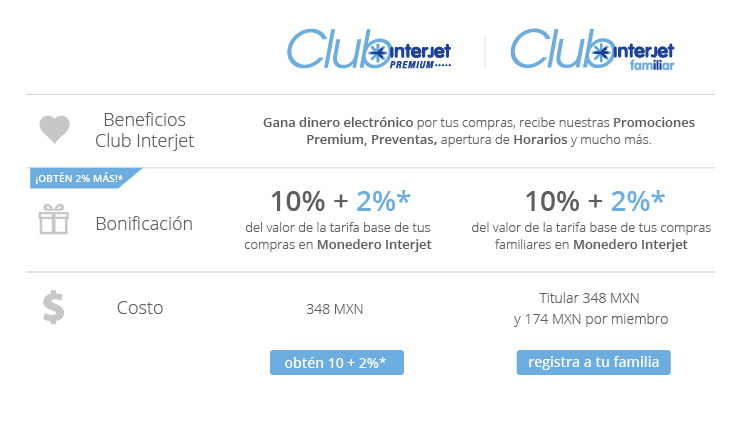 Club interjet
PREMIUM
Club interjet
familiar
Beneficios
Club Interjet
Gana dinero electrónico por tus compras, recibe nuestras Promociones
Premium, Preventas, apertura de Horarios y mucho más.
¡OBTÉN 2% MÁS!*
Bonificación
10% + 2%*
del valor de la tarifa base de tus
compras en Monedero Interjet
10% + 2%*
del valor de la tarifa base de tus compras
familiares en Monedero Interjet
$
Costo
348 MXN
Titular 348 MXN
y 174 MXN por miembro
obtén 10 + 2%*
registra a tu familia